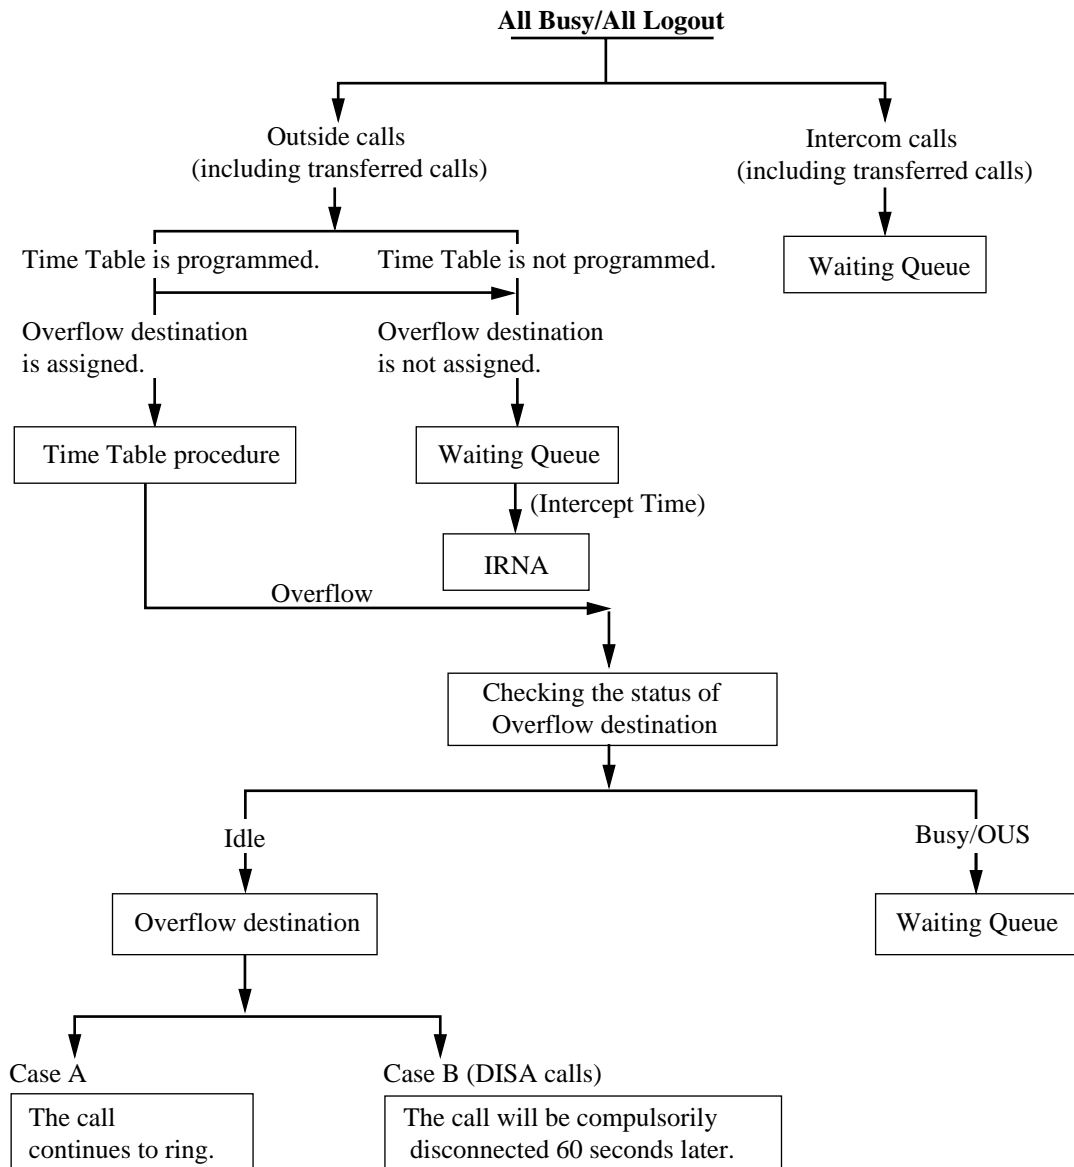 All Busy/All Logout
Outside calls
(including transferred calls)
Intercom calls
(including transferred calls)
Waiting Queue
Time Table is programmed.
Time Table is not programmed.
Overflow destination
is assigned.
Overflow destination
is not assigned.
Time Table procedure
Waiting Queue
(Intercept Time)
IRNA
Overflow
Checking the status of
Overflow destination
Idle
Busy/OUS
Overflow destination
Waiting Queue
Case A
Case B (DISA calls)
The call
continues to ring.
The call will be compulsorily
disconnected 60 seconds later.